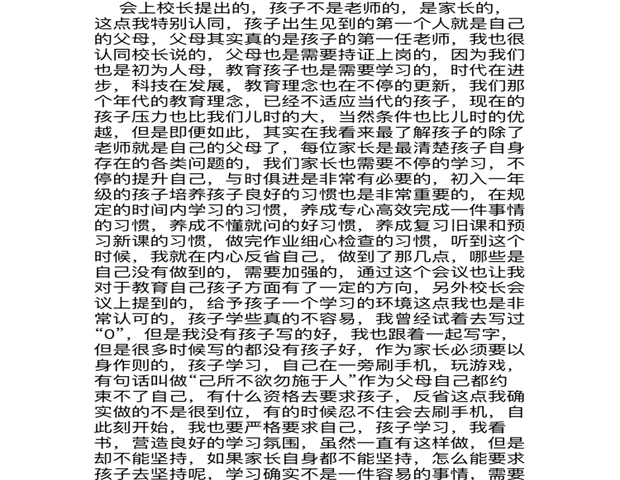 会上校长提出的，孩子不是老师的，是家长的，
这点我特别认同，孩子出生见到的第一个人就是自己
的父母，父母其实真的是孩子的第一任老师，我也很
认同校长说的，父母也是需要持证上岗的，因为我们
也是初为人母，教育孩子也是需要学习的，时代在进
步，科技在发展，教育理念也在不停的更新，我们那
个年代的教育理念，已经不适应当代的孩子，现在的
孩子压力也比我们儿时的大，当然条件也比儿时的优
越，但是即便如此，其实在我看来最了解孩子的除了
老师就是自己的父母了，每位家长是最清楚孩子自身
存在的各类问题的，我们家长也需要不停的学习，不
停的提升自己，与时俱进是非常有必要的，初入一年
级的孩子培养孩子良好的习惯也是非常重要的，在规
定的时间内学习的习惯，养成专心高效完成一件事情
的习惯，养成不懂就问的好习惯，养成复习旧课和预
习新课的习惯，做完作业细心检查的习惯，听到这个
时候，我就在内心反省自己，做到了那几点，哪些是
自己没有做到的，需要加强的，通过这个会议也让我
对于教育自己孩子方面有了一定的方向，另外校长会
议上提到的，给予孩子一个学习的环境这点我也是非
常认可的，孩子学些真的不容易，我曾经试着去写过
“0”，但是我没有孩子写的好，我也跟着一起写字，
但是很多时候写的都没有孩子好，作为家长必须要以
身作则的，孩子学习，自己在一旁刷手机，玩游戏，
有句话叫做“己所不欲勿施于人”作为父母自己都约
束不了自己，有什么资格去要求孩子，反省这点我确
实做的不是很到位，有的时候忍不住会去刷手机，自
此刻开始，我也要严格要求自己，孩子学习，我看
书，营造良好的学习氛围，虽然一直有这样做，但是
却不能坚持，如果家长自身都不能坚持，怎么能要求
孩子去坚持呢，学习确实不是一件容易的事情，需要